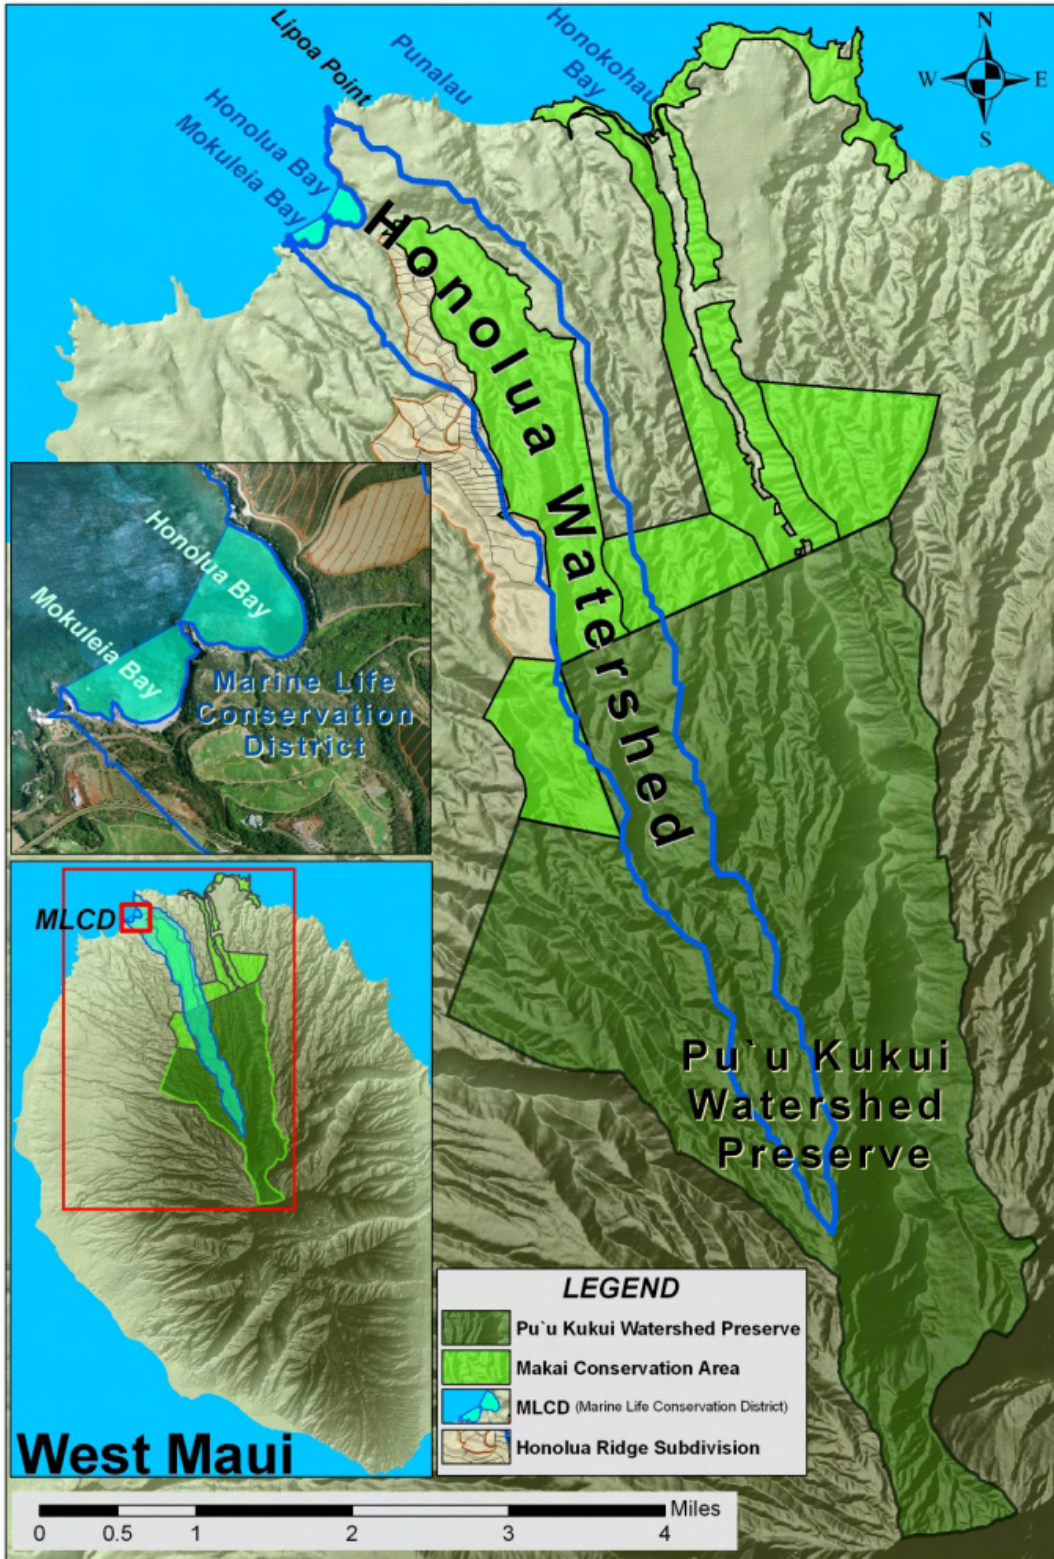 Lipoa Point
Punalau
Honokohau
Bay
Honolua Bay
Mokuleia Bay
N
W
E
S
Honolua Watershed
Honolua Bay
Mokuleia Bay
Marine Life
Conservation
District
MLCD
West Maui
Pu`u Kukui
Watershed
Preserve
LEGEND
Pu`u Kukui Watershed Preserve
Makai Conservation Area
MLCD (Marine Life Conservation District)
Honolua Ridge Subdivision
Miles
0 0.5 1 2 3 4